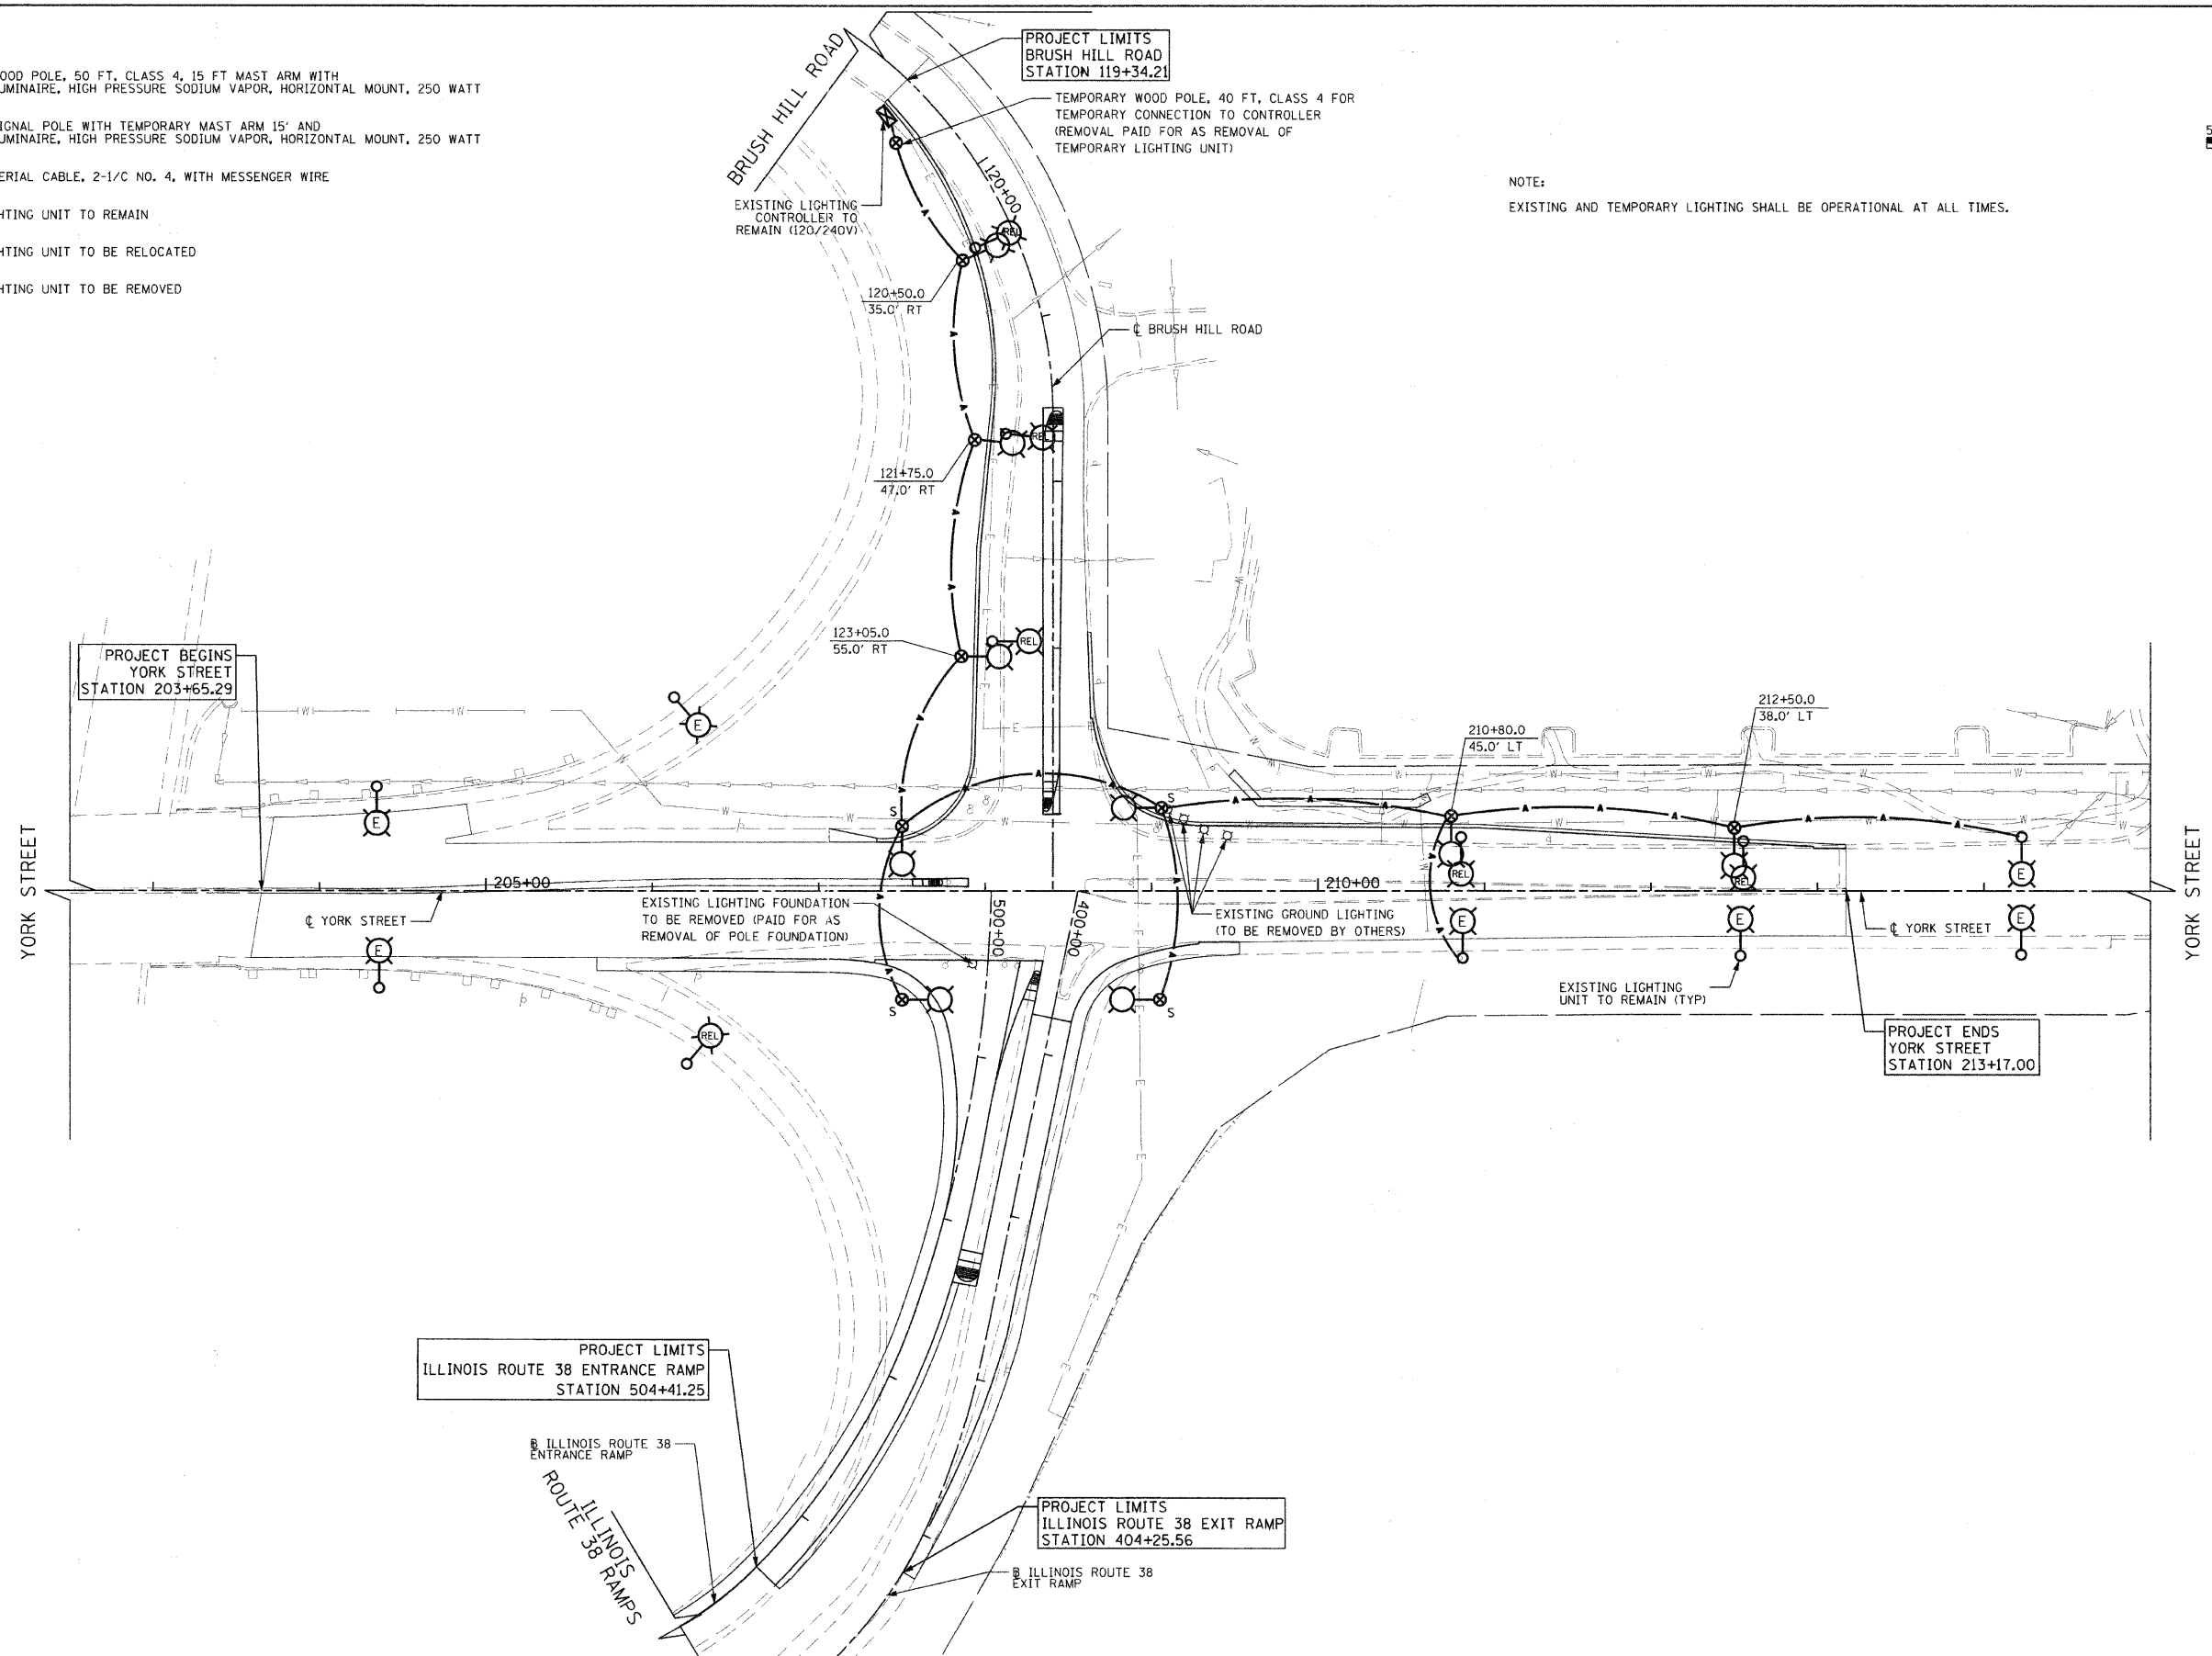 OOD POLE, 50 FT, CLASS 4, 15 FT MAST ARM WITH
UMINAIRE, HIGH PRESSURE SODIUM VAPOR, HORIZONTAL MOUNT, 250 WATT
IGNAL POLE WITH TEMPORARY MAST ARM 15' AND
UMINAIRE, HIGH PRESSURE SODIUM VAPOR, HORIZONTAL MOUNT, 250 WATT
ERIAL CABLE, 2-1/C NO. 4, WITH MESSENGER WIRE
HTING UNIT TO REMAIN
HTING UNIT TO BE RELOCATED
HTING UNIT TO BE REMOVED
BRUSH HILL ROAD
PROJECT LIMITS
BRUSH HILL ROAD
STATION 119+34.21
TEMPORARY WOOD POLE, 40 FT, CLASS 4 FOR
TEMPORARY CONNECTION TO CONTROLLER
(REMOVAL PAID FOR AS REMOVAL OF
TEMPORARY LIGHTING UNIT)
NOTE:
EXISTING AND TEMPORARY LIGHTING SHALL BE OPERATIONAL AT ALL TIMES.
EXISTING LIGHTING
CONTROLLER TO
REMAIN (120/240V)
120+00
REL
120+50.0
35.0' RT
℄ BRUSH HILL ROAD
REL
121+75.0
47.0' RT
123+05.0
55.0' RT
REL
PROJECT BEGINS
YORK STREET
STATION 203+65.29
E
E
212+50.0
38.0' LT
210+80.0
45.0' LT
S
S
YORK STREET
205+00
℄ YORK STREET
E
EXISTING LIGHTING FOUNDATION
TO BE REMOVED (PAID FOR AS
REMOVAL OF POLE FOUNDATION)
500+00
400+00
EXISTING GROUND LIGHTING
(TO BE REMOVED BY OTHERS)
210+00
REL
REL
E
E
E
E
℄ YORK STREET
YORK STREET
EXISTING LIGHTING
UNIT TO REMAIN (TYP)
S
S
REL
PROJECT ENDS
YORK STREET
STATION 213+17.00
PROJECT LIMITS
ILLINOIS ROUTE 38 ENTRANCE RAMP
STATION 504+41.25
ILLINOIS ROUTE 38
ENTRANCE RAMP
ILLINOIS
ROUTE 38 RAMPS
PROJECT LIMITS
ILLINOIS ROUTE 38 EXIT RAMP
STATION 404+25.56
ILLINOIS ROUTE 38
EXIT RAMP